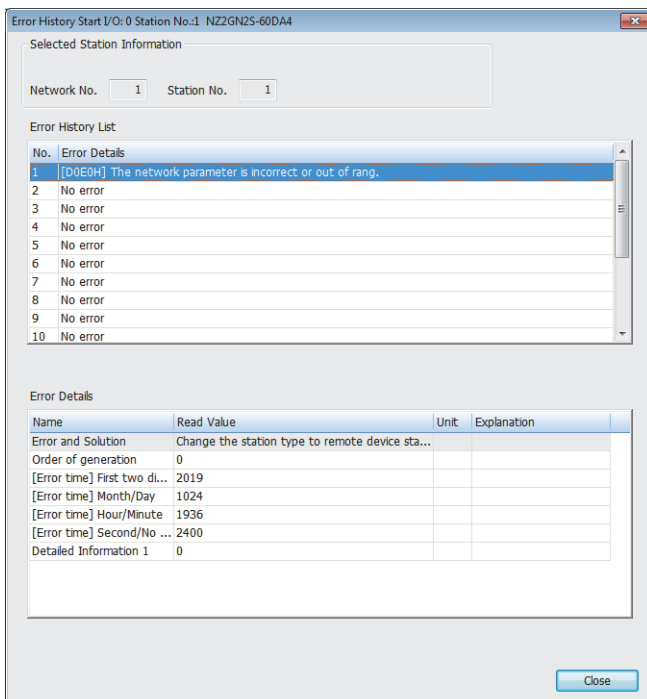 Error History Start I/O: 0 Station No.:1 NZ2GN2S-60DA4
Selected Station Information
Network No. 1 Station No. 1
Error History List
No. Error Details
1 [D0E0H] The network parameter is incorrect or out of rang.
2 No error
3 No error
4 No error
5 No error
6 No error
7 No error
8 No error
9 No error
10 No error
Error Details
Name Read Value Unit Explanation
Error and Solution Change the station type to remote device sta...
Order of generation 0
[Error time] First two di... 2019
[Error time] Month/Day 1024
[Error time] Hour/Minute 1936
[Error time] Second/No ... 2400
Detailed Information 1 0
Close